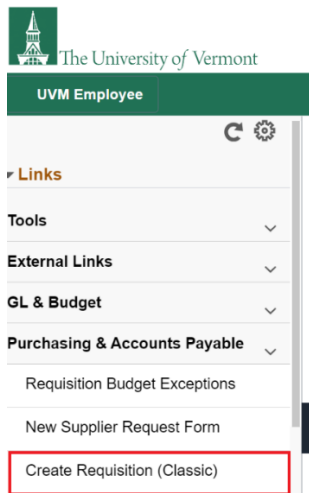 The University of Vermont
UVM Employee
Links
Tools
External Links
GL & Budget
Purchasing & Accounts Payable
Requisition Budget Exceptions
New Supplier Request Form
Create Requisition (Classic)